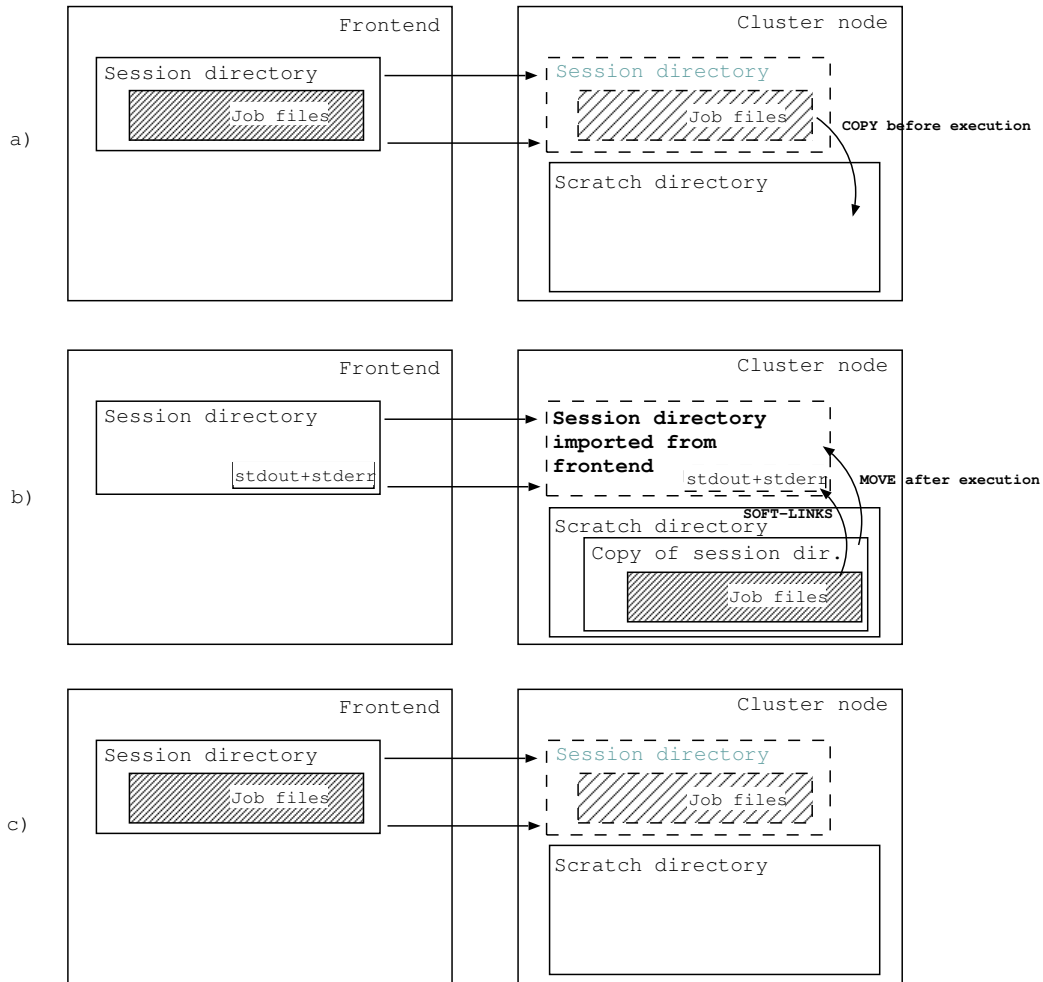 Frontend
Cluster node
Session directory
Session directory
Job files
Job files
a)
COPY before execution
Scratch directory
Frontend
Cluster node
Session directory
Session directory
imported from
frontend
stdout+stderr
stdout+stderr
MOVE after execution
b)
SOFT-LINKS
Scratch directory
Copy of session dir.
Job files
Frontend
Cluster node
Session directory
Session directory
Job files
Job files
c)
Scratch directory